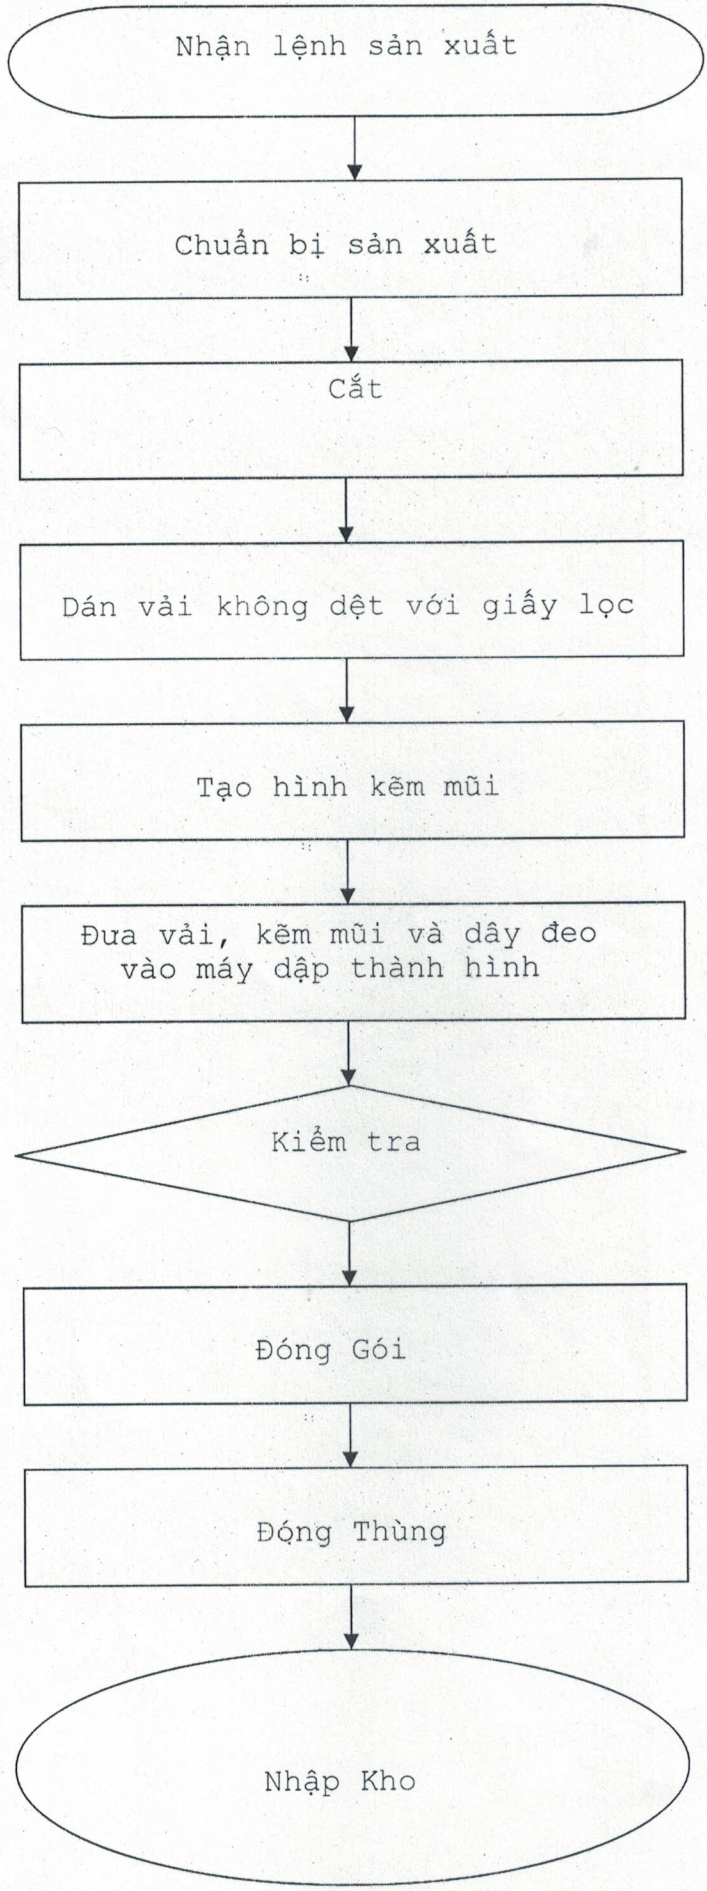 Nhận lệnh sản xuất
Chuẩn bị sản xuất
Cắt
Dán vải không dệt với giấy lọc
Tạo hình kẽm mũi
Đưa vải, kẽm mũi và dây đeo
vào máy dập thành hình
Kiểm tra
Đóng Gói
Đóng Thùng
Nhập Kho